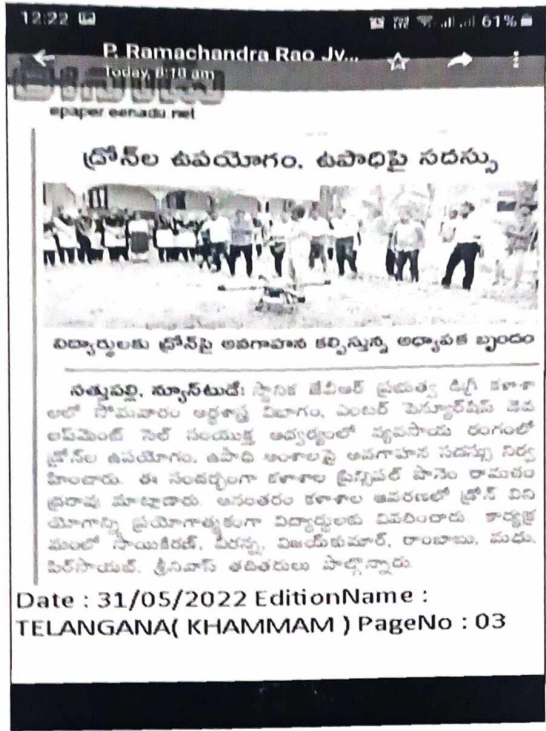 12:22
61%
P. Ramachandra Rao Jv...
Today, 8:18 am
epaper.eenadu.net
డ్రోన్‌ల ఉపయోగం, ఉపాధిపై సదస్సు
విద్యార్థులకు డ్రోన్‌పై అవగాహన కల్పిస్తున్న అధ్యాపక బృందం
సత్తుపల్లి, న్యూస్‌టుడే: స్థానిక జేవీఆర్ ప్రభుత్వ డిగ్రీ కళాశా
లలో సోమవారం అర్థశాస్త్ర విభాగం, ఎంటర్ పెన్యూర్‌షిప్ డెవ
లప్‌మెంట్ సెల్ సంయుక్త ఆధ్వర్యంలో వ్యవసాయ రంగంలో
డ్రోన్‌ల ఉపయోగం, ఉపాధి అంశాలపై అవగాహన సదస్సు నిర్వ
హించారు. ఈ సందర్భంగా కళాశాల ప్రిన్సిపల్ పానెం రామచం
ద్రరావు మాట్లాడారు. అనంతరం కళాశాల ఆవరణలో డ్రోన్ విని
యోగాన్ని ప్రయోగాత్మకంగా విద్యార్థులకు వివరించారు. కార్యక్ర
మంలో సాయికిరణ్, వీరన్న, విజయ్‌కుమార్, రాంబాబు, మధు,
పీర్‌సాయబ్, శ్రీనివాస్ తదితరులు పాల్గొన్నారు.
Date : 31/05/2022 EditionName :
TELANGANA( KHAMMAM ) PageNo : 03